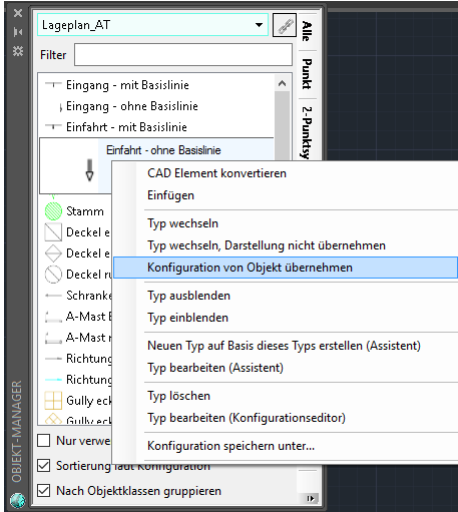 Lageplan_AT
Alle
Filter
Punkt
2-Punktsy
Eingang - mit Basislinie
Eingang - ohne Basislinie
Einfahrt - mit Basislinie
Einfahrt - ohne Basislinie
CAD Element konvertieren
Einfügen
Typ wechseln
Typ wechseln, Darstellung nicht übernehmen
Konfiguration von Objekt übernehmen
Typ ausblenden
Typ einblenden
Neuen Typ auf Basis dieses Typs erstellen (Assistent)
Typ bearbeiten (Assistent)
Typ löschen
Typ bearbeiten (Konfigurationseditor)
Konfiguration speichern unter...
Stamm
Deckel e
Deckel e
Deckel ru
Schranke
A-Mast
A-Mast
Richtung
Richtung
Gully eck
Gully eck
Nur verwe
Sortierung laut Konfiguration
Nach Objektklassen gruppieren
OBJEKT-MANAGER